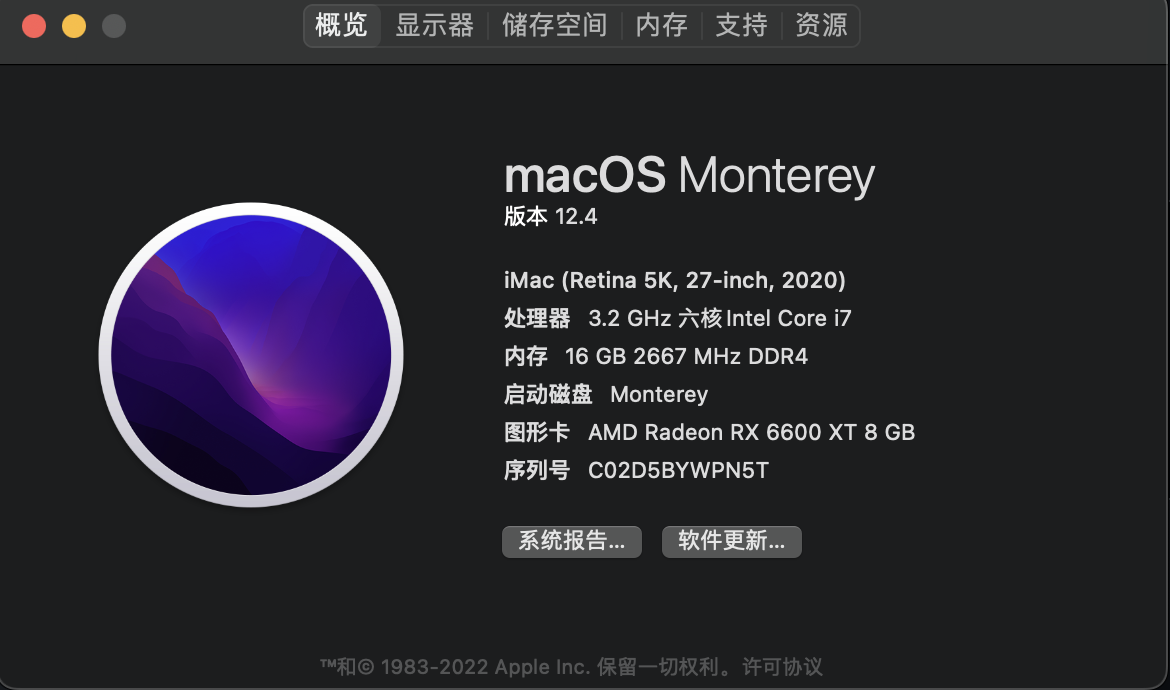 概览 显示器 储存空间 内存 支持 资源
macOS Monterey
版本 12.4
iMac (Retina 5K, 27-inch, 2020)
处理器 3.2 GHz 六核Intel Core i7
内存 16 GB 2667 MHz DDR4
启动磁盘 Monterey
图形卡 AMD Radeon RX 6600 XT 8 GB
序列号 C02D5BYWPN5T
系统报告... 软件更新...
™和© 1983-2022 Apple Inc. 保留一切权利。许可协议